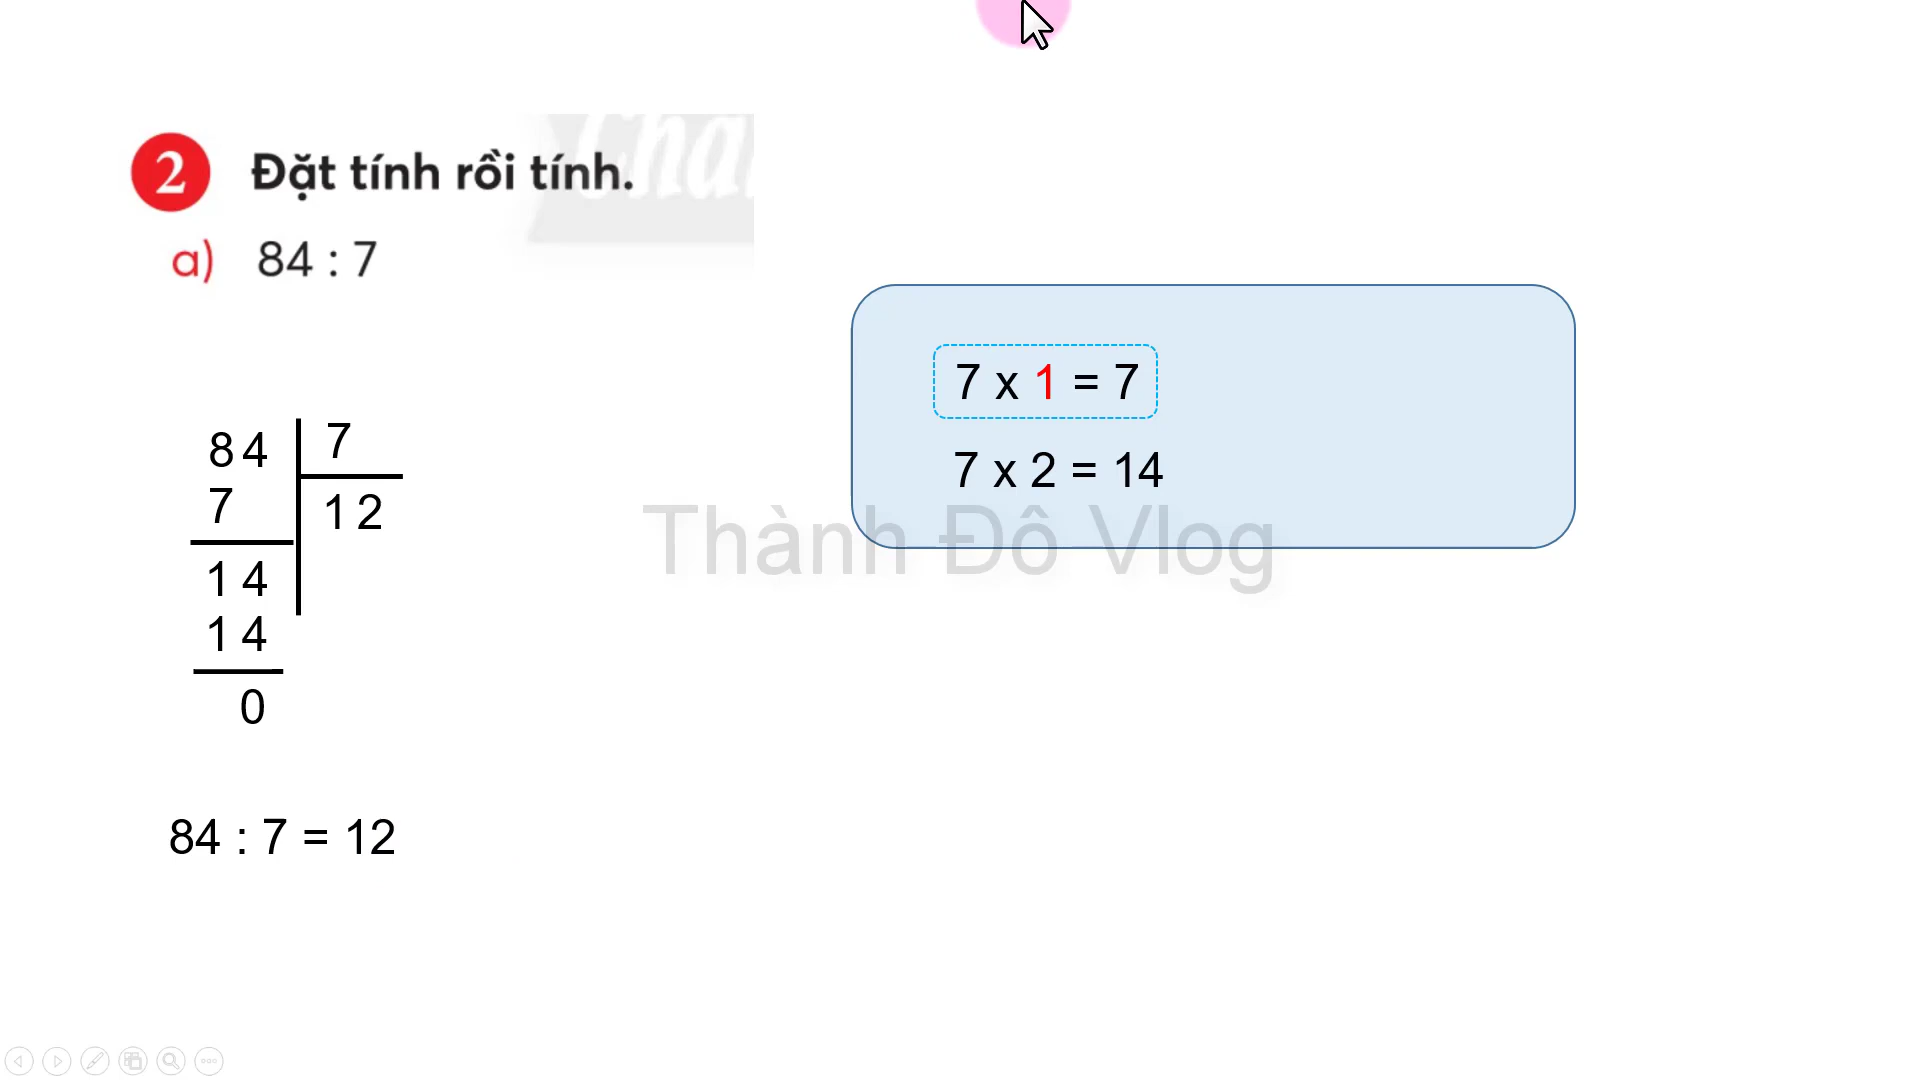 2 Đặt tính rồi tính.
Cha
a) 84 : 7
7 x 1 = 7
7 x 2 = 14
84 7
7 12
14
14
0
84 : 7 = 12
Thành Đô Vlog